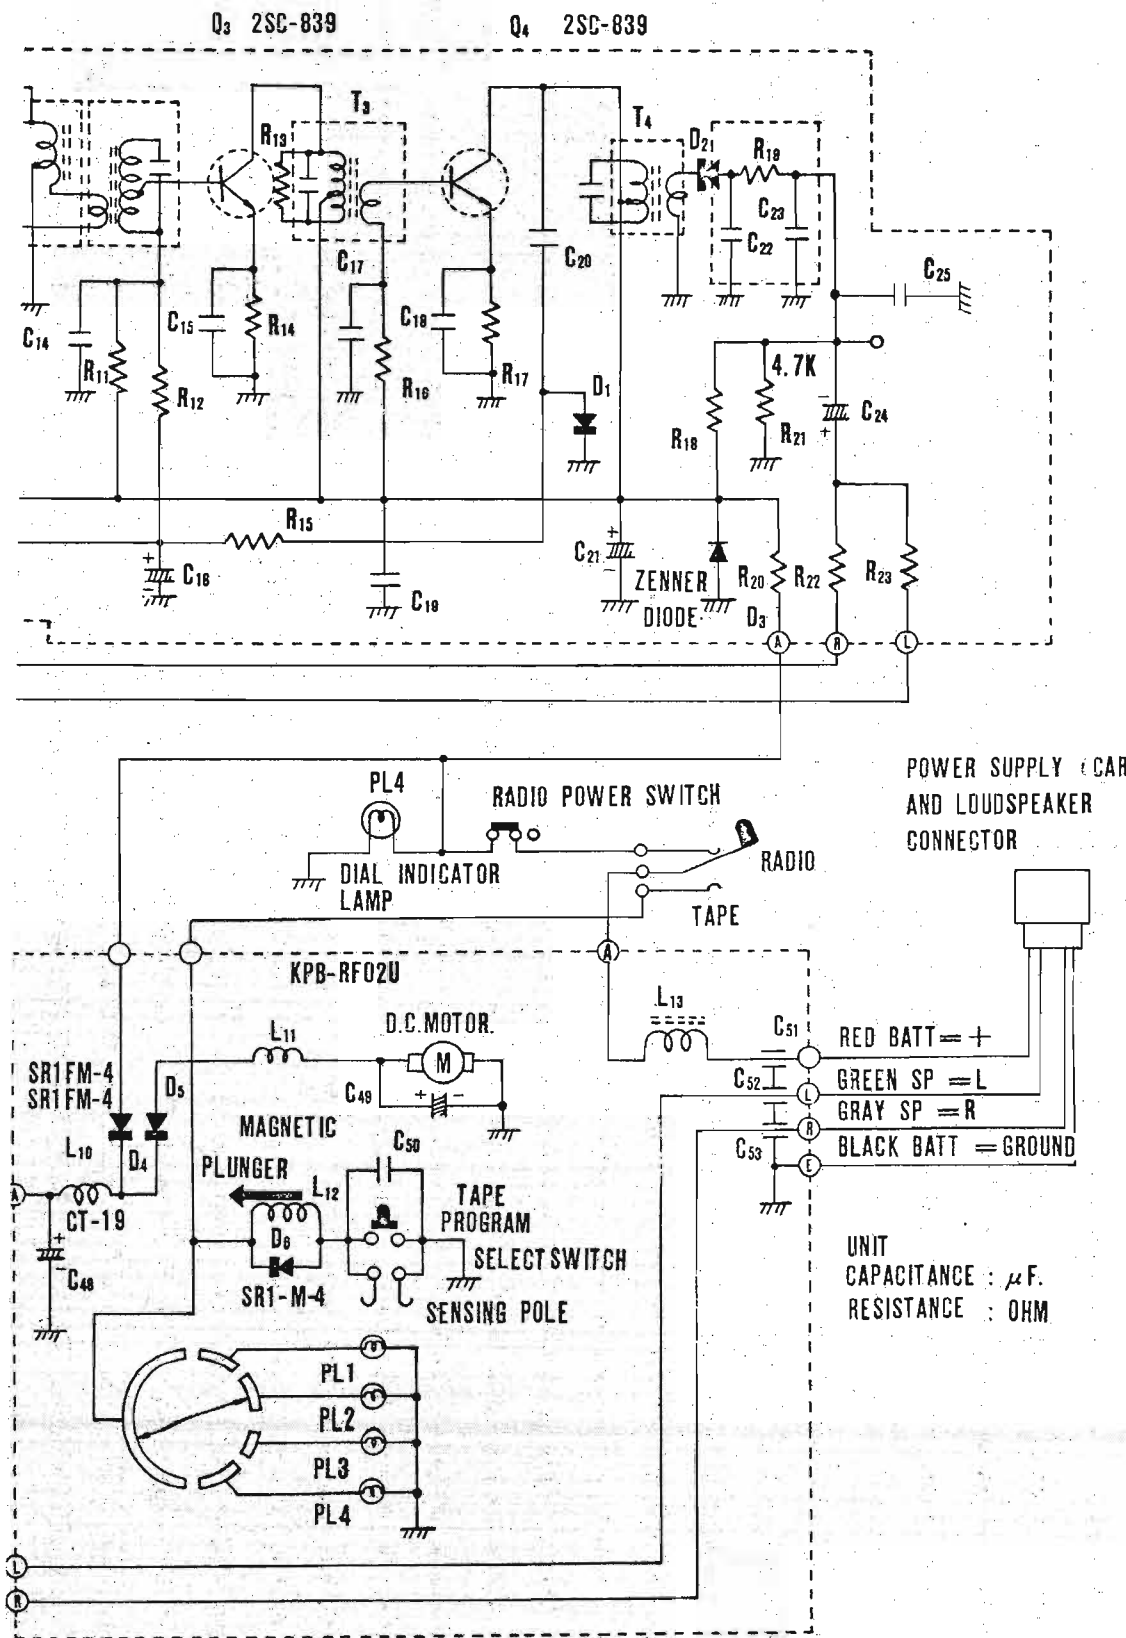 Q3 2SC-839
Q4 2SC-839
T3
R13
T4
D2
R19
C23
C22
C17
C20
C25
C14
C15
R14
C18
R11
R12
R16
R17
D1
4.7K
C24
R18
R21
R15
C16
C19
C21
ZENNER
DIODE
D3
R20
R22
R23
A
R
L
PL4
RADIO POWER SWITCH
DIAL INDICATOR
LAMP
RADIO
TAPE
POWER SUPPLY (CAR
AND LOUDSPEAKER
CONNECTOR
A
KPB-RF02U
L13
L11
D.C.MOTOR.
M
C51
RED BATT = +
SR1FM-4
SR1FM-4
D5
C49
+ -
C52
GREEN SP = L
L
GRAY SP = R
R
MAGNETIC
C50
L10
D4
C53
BLACK BATT = GROUND
E
PLUNGER
L12
A
CT-19
TAPE
PROGRAM
SELECT SWITCH
D6
SR1-M-4
C48
SENSING POLE
UNIT
CAPACITANCE : μF.
RESISTANCE : OHM
PL1
PL2
PL3
PL4
L
R